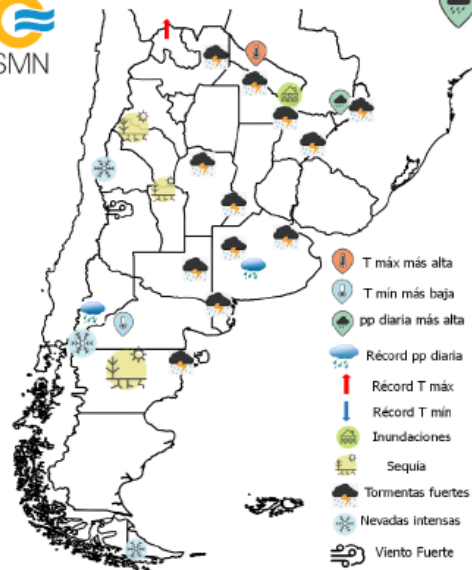 SMN
T máx más alta
T mín más baja
pp diaria más alta
Récord pp diaria
Récord T máx
Récord T mín
Inundaciones
Sequía
Tormentas fuertes
Nevadas intensas
Viento Fuerte